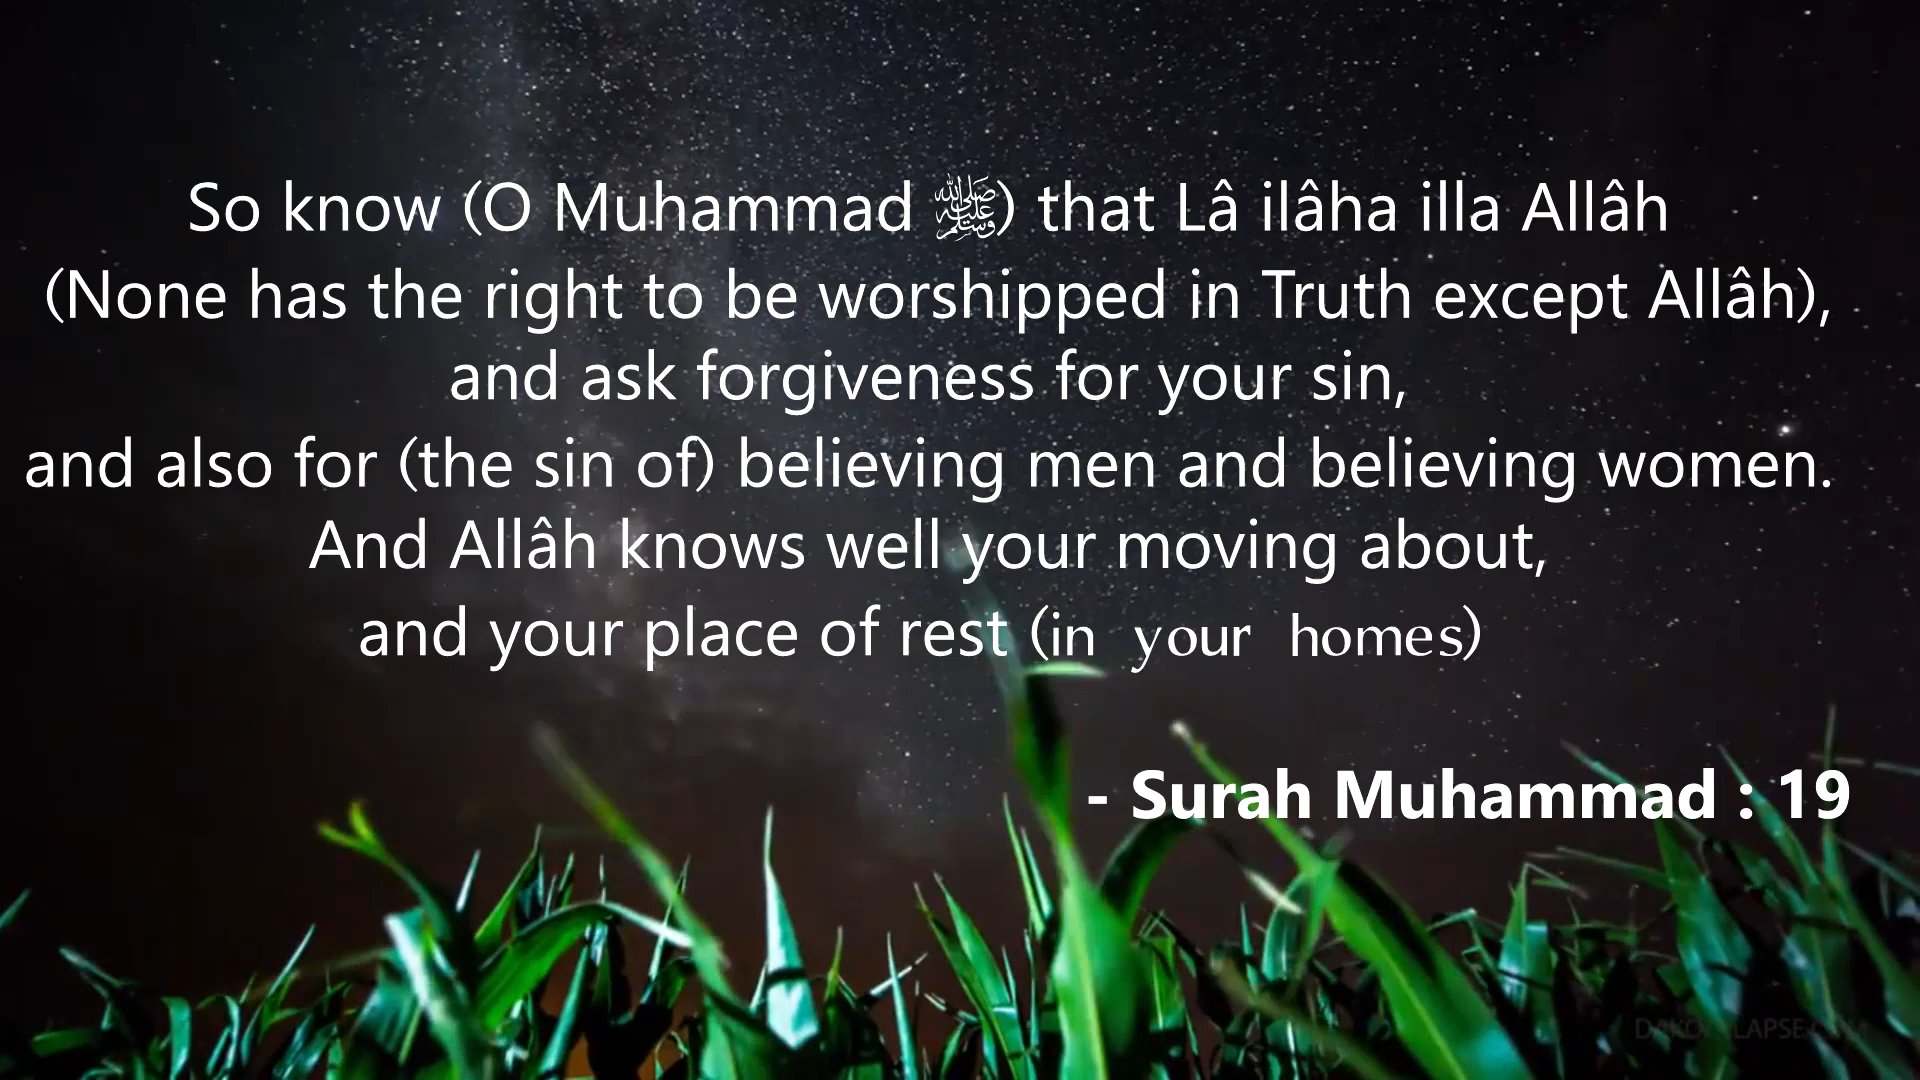 So know (O Muhammad ﷺ) that Lâ ilâha illa Allâh
(None has the right to be worshipped in Truth except Allâh),
and ask forgiveness for your sin,
and also for (the sin of) believing men and believing women.
And Allâh knows well your moving about,
and your place of rest (in your homes)
- Surah Muhammad : 19